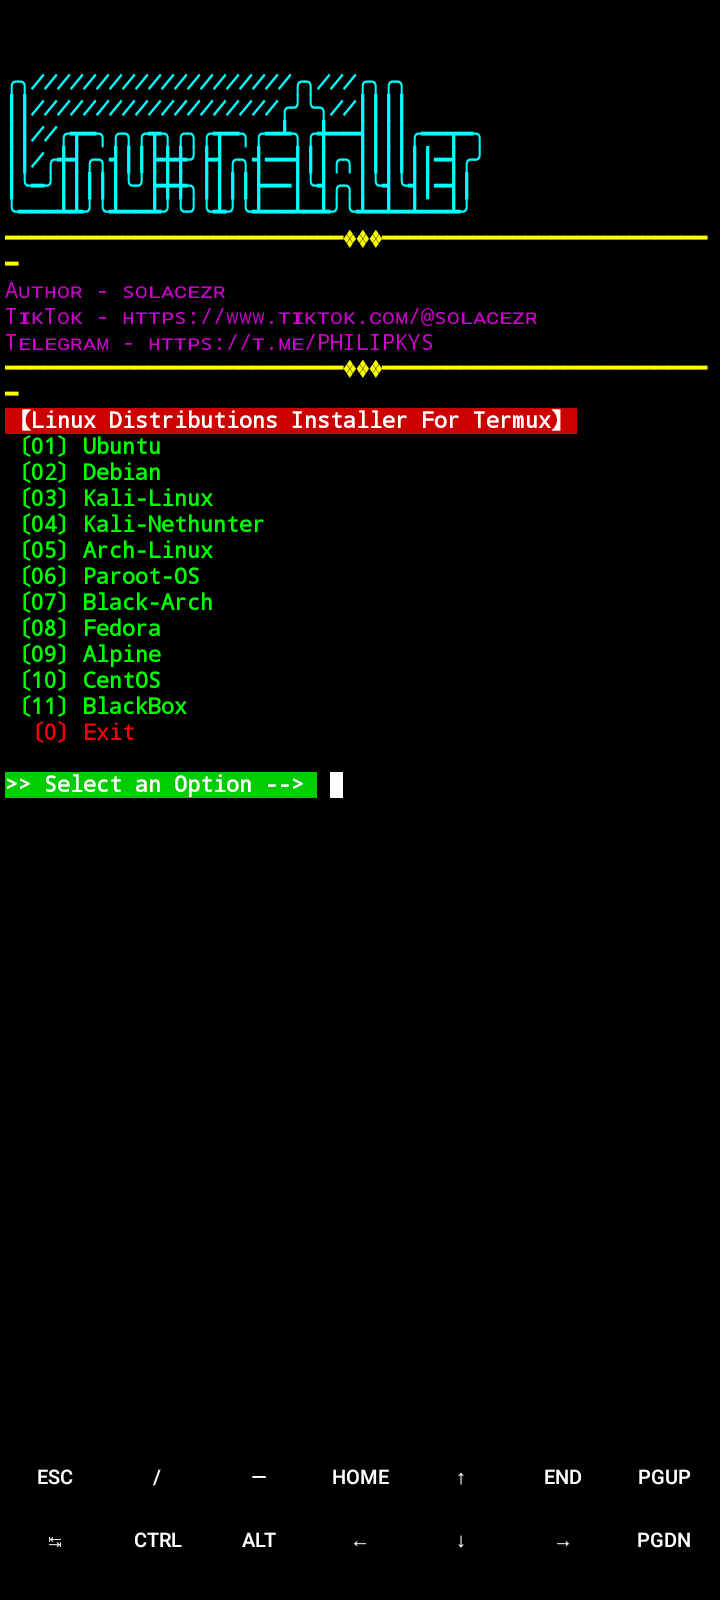 Linux Installer
Author - solacezr
TikTok - https://www.tiktok.com/@solacezr
Telegram - https://t.me/PHILIPKYS
【Linux Distributions Installer For Termux】
〔01〕 Ubuntu
〔02〕 Debian
〔03〕 Kali-Linux
〔04〕 Kali-Nethunter
〔05〕 Arch-Linux
〔06〕 Paroot-OS
〔07〕 Black-Arch
〔08〕 Fedora
〔09〕 Alpine
〔10〕 CentOS
〔11〕 BlackBox
〔0〕 Exit
>> Select an Option -->
ESC / — HOME ↑ END PGUP
↹ CTRL ALT ← ↓ → PGDN